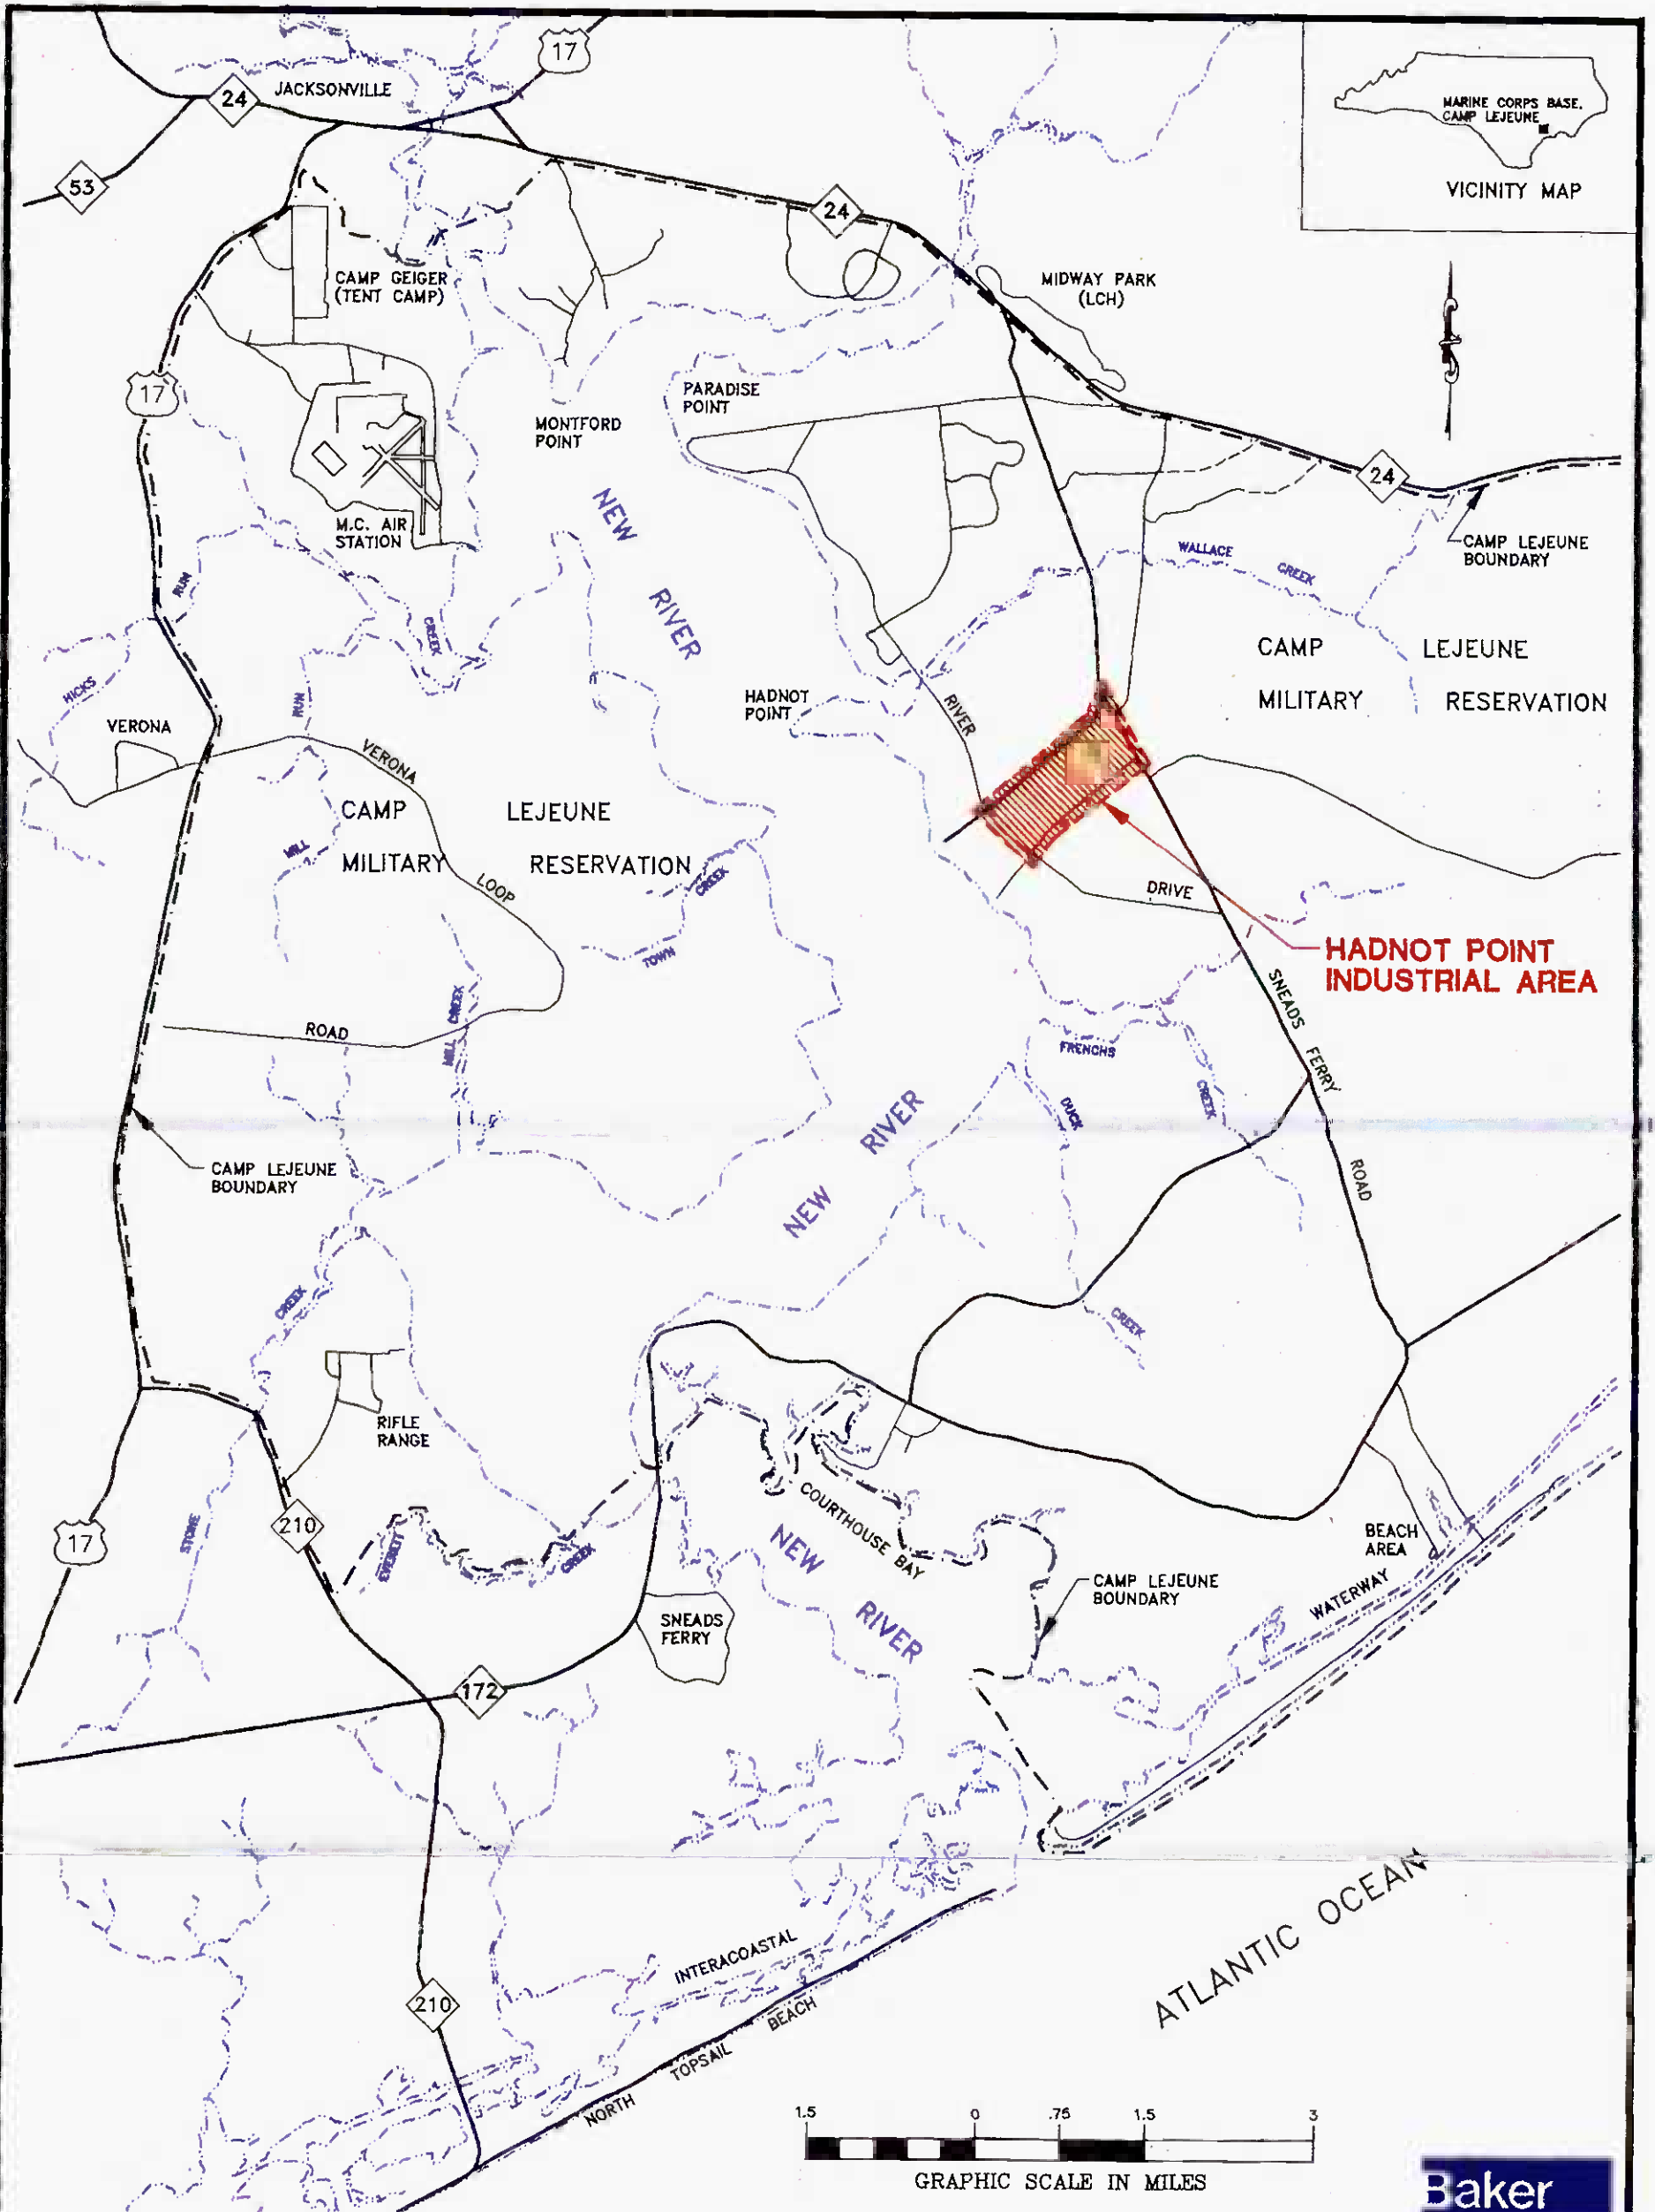 17
JACKSONVILLE
24
53
MARINE CORPS BASE,
CAMP LEJEUNE
VICINITY MAP
24
CAMP GEIGER
(TENT CAMP)
MIDWAY PARK
(LCH)
17
PARADISE
POINT
MONTFORD
POINT
24
NEW
RIVER
M.C. AIR
STATION
CAMP LEJEUNE
BOUNDARY
WALLACE
CREEK
RUN
CREEK
CAMP LEJEUNE
MILITARY RESERVATION
HICKS
RUN
HADNOT
POINT
RIVER
VERONA
VERONA
CAMP LEJEUNE
MILITARY RESERVATION
MILL
LOOP
CREEK
TOWN
DRIVE
HADNOT POINT
INDUSTRIAL AREA
SNEADS
FERRY
ROAD
MILL
CREEK
ROAD
FRENCHS
CREEK
DUCK
CREEK
NEW
RIVER
CAMP LEJEUNE
BOUNDARY
CREEK
STONE
RIFLE
RANGE
210
17
EVERETT
CREEK
COURTHOUSE BAY
NEW
RIVER
BEACH
AREA
CAMP LEJEUNE
BOUNDARY
WATERWAY
SNEADS
FERRY
172
ATLANTIC OCEAN
INTERACOASTAL
210
NORTH TOPSAIL BEACH
1.5 0 .75 1.5 3
GRAPHIC SCALE IN MILES
Baker